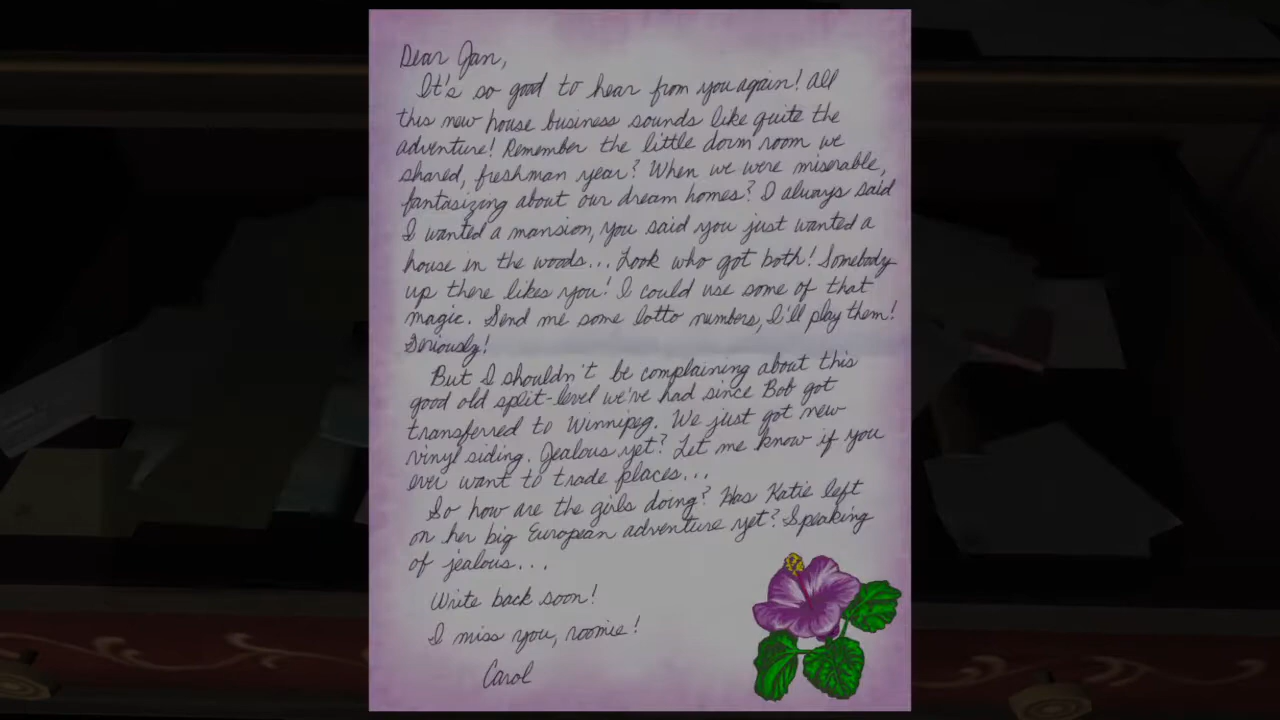 Dear Jan,
It's so good to hear from you again! All
this new house business sounds like quite the
adventure! Remember the little dorm room we
shared, freshman year? When we were miserable,
fantasizing about our dream homes? I always said
I wanted a mansion, you said you just wanted a
house in the woods... Look who got both! Somebody
up there likes you! I could use some of that
magic. Send me some lotto numbers, I'll play them!
Seriously!
But I shouldn't be complaining about this
good old split-level we've had since Bob got
transferred to Winnipeg. We just got new
vinyl siding. Jealous yet? Let me know if you
ever want to trade places...
So how are the girls doing? Has Katie left
on her big European adventure yet? Speaking
of jealous...
Write back soon!
I miss you, roomie!
Carol